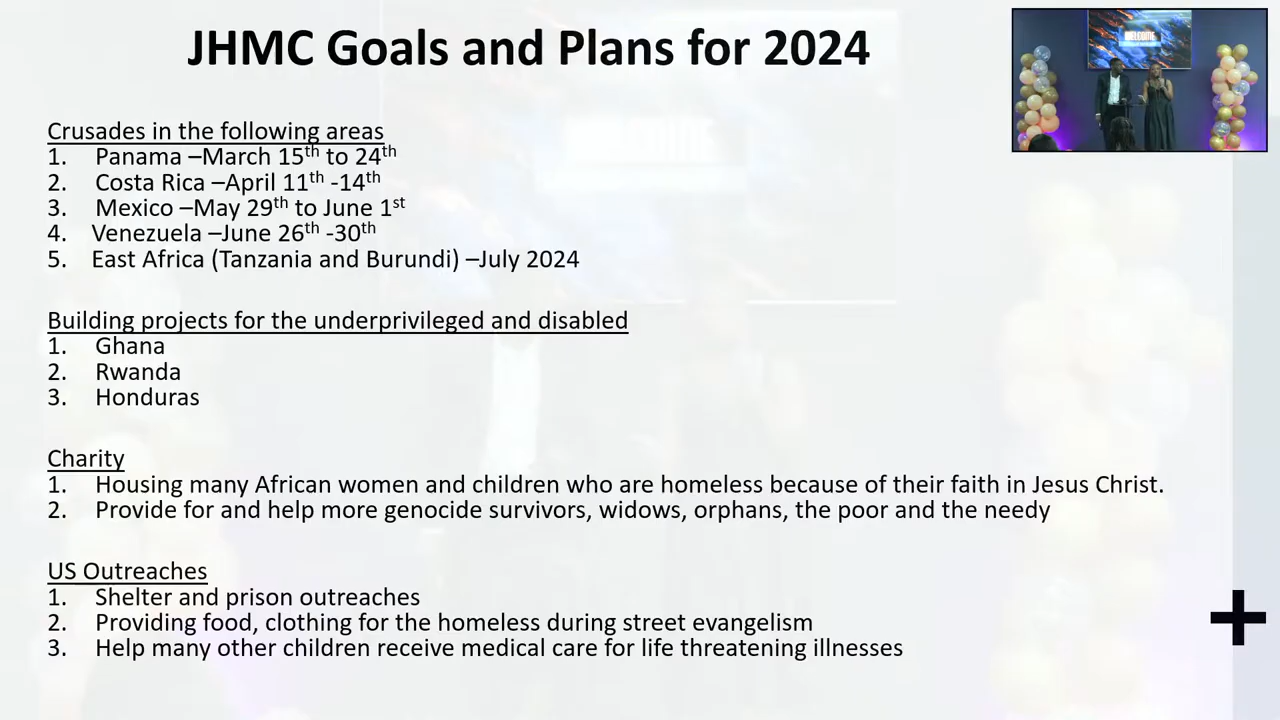 JHMC Goals and Plans for 2024
WELCOME
Crusades in the following areas
1. Panama –March 15th to 24th
2. Costa Rica –April 11th -14th
3. Mexico –May 29th to June 1st
4. Venezuela –June 26th -30th
5. East Africa (Tanzania and Burundi) –July 2024
Building projects for the underprivileged and disabled
1. Ghana
2. Rwanda
3. Honduras
Charity
1. Housing many African women and children who are homeless because of their faith in Jesus Christ.
2. Provide for and help more genocide survivors, widows, orphans, the poor and the needy
US Outreaches
1. Shelter and prison outreaches
2. Providing food, clothing for the homeless during street evangelism
3. Help many other children receive medical care for life threatening illnesses